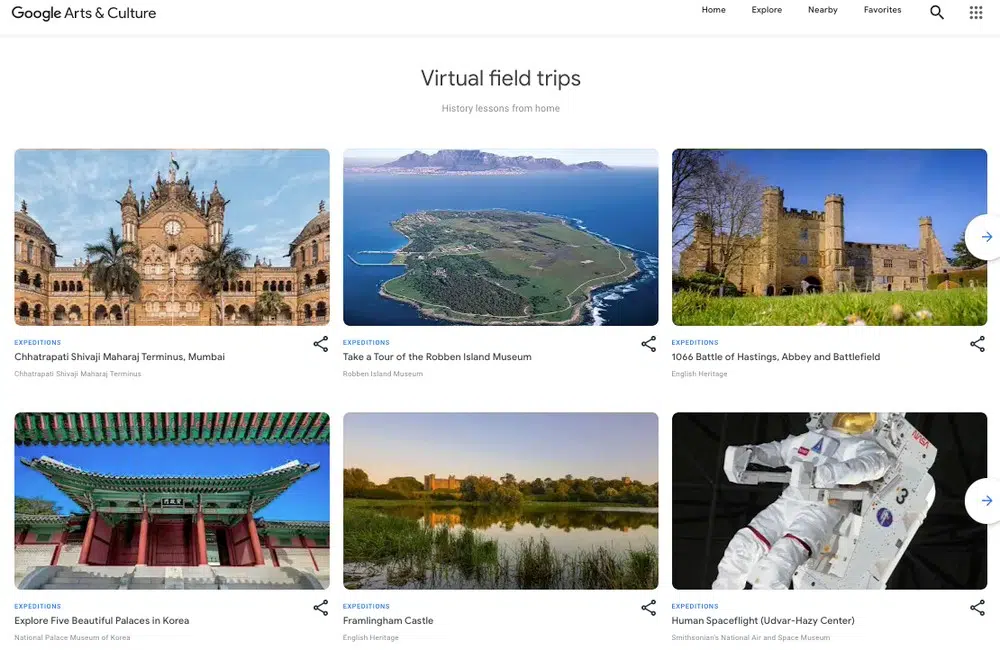 Google Arts & Culture
Home Explore Nearby Favorites
Virtual field trips
History lessons from home
EXPEDITIONS
Chhatrapati Shivaji Maharaj Terminus, Mumbai
Chhatrapati Shivaji Maharaj Terminus
EXPEDITIONS
Take a Tour of the Robben Island Museum
Robben Island Museum
EXPEDITIONS
1066 Battle of Hastings, Abbey and Battlefield
English Heritage
EXPEDITIONS
Explore Five Beautiful Palaces in Korea
National Palace Museum of Korea
EXPEDITIONS
Framlingham Castle
English Heritage
NASA
3
EXPEDITIONS
Human Spaceflight (Udvar-Hazy Center)
Smithsonian's National Air and Space Museum